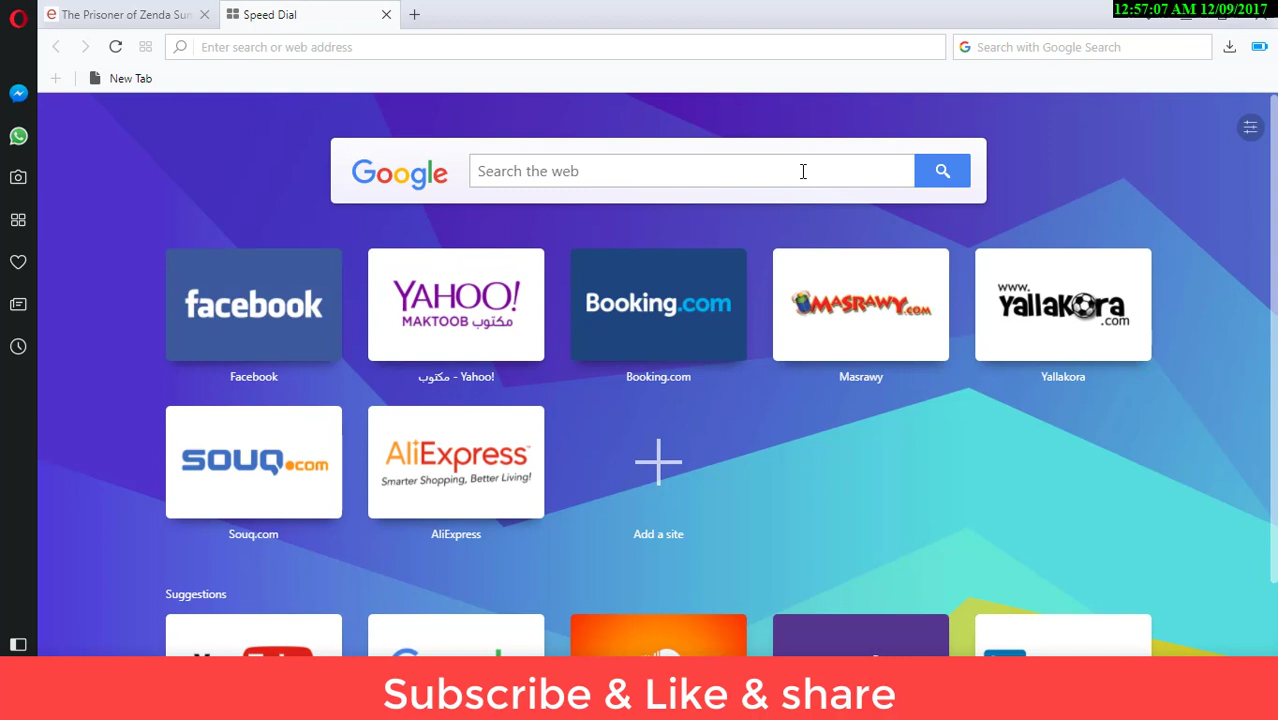 The Prisoner of Zenda Sum
Speed Dial
12:57:07 AM 12/09/2017
Enter search or web address
Search with Google Search
New Tab
Google
Search the web
facebook
YAHOO!
MAKTOOB مكتوب
Booking.com
MASRAWY.COM
www.
yallakora
.com
Facebook
مكتوب - Yahoo!
Booking.com
Masrawy
Yallakora
SOUQ.com
AliExpress™
Smarter Shopping, Better Living!
Souq.com
AliExpress
Add a site
Suggestions
Subscribe & Like & share